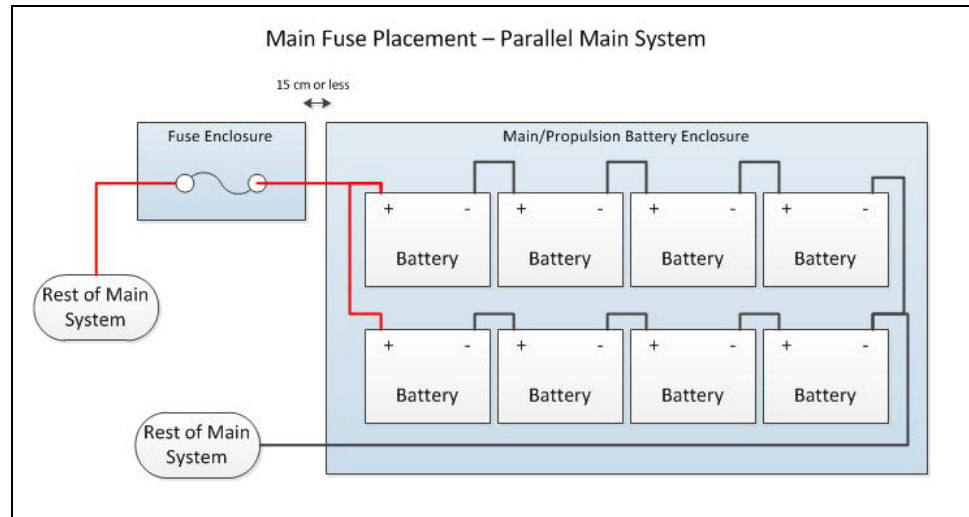 Main Fuse Placement – Parallel Main System
15 cm or less
Fuse Enclosure
Main/Propulsion Battery Enclosure
+ - + - + - + -
Battery Battery Battery Battery
Rest of Main
System
+ - + - + - + -
Battery Battery Battery Battery
Rest of Main
System